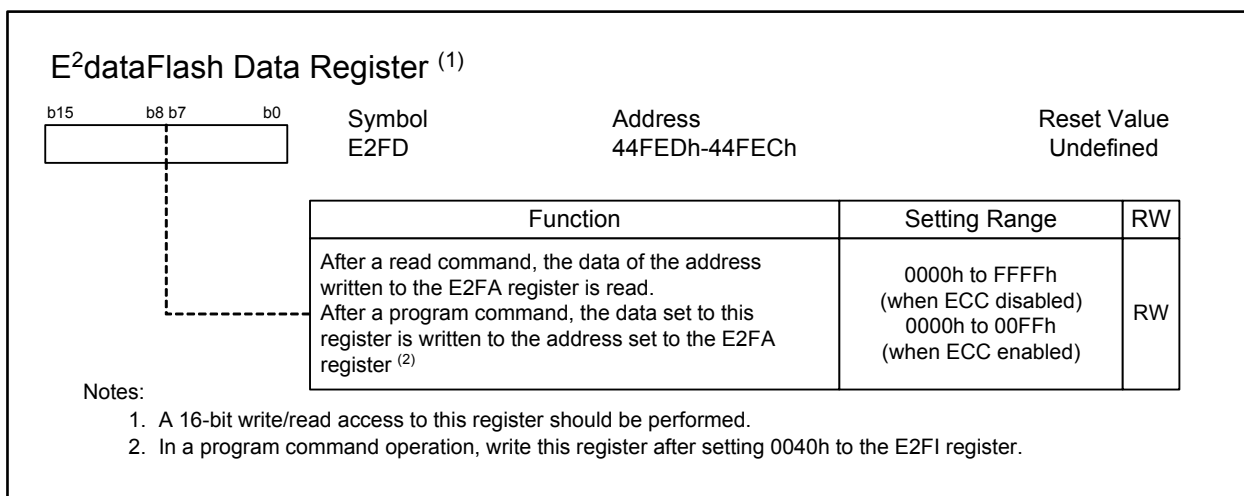 E²dataFlash Data Register (1)
b15 b8 b7 b0
Symbol Address Reset Value
E2FD 44FEDh-44FECh Undefined
Function Setting Range RW
After a read command, the data of the address
written to the E2FA register is read.
After a program command, the data set to this
register is written to the address set to the E2FA
register (2)
0000h to FFFFh
(when ECC disabled)
0000h to 00FFh
(when ECC enabled)
RW
Notes:
1. A 16-bit write/read access to this register should be performed.
2. In a program command operation, write this register after setting 0040h to the E2FI register.